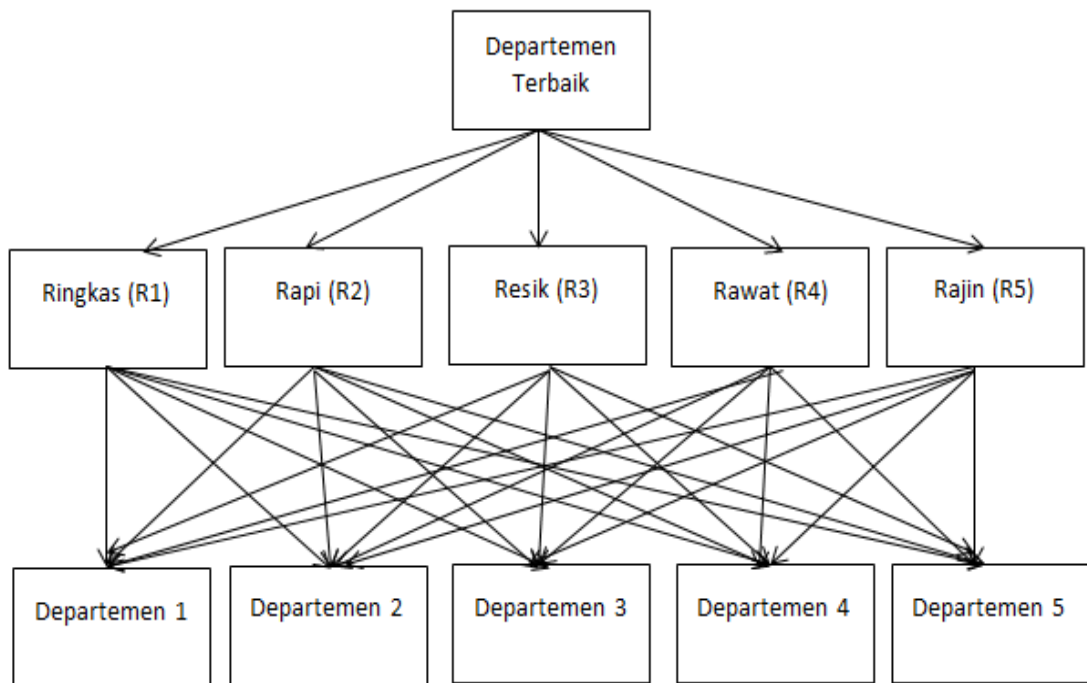 Departemen
Terbaik
Ringkas (R1)
Rapi (R2)
Resik (R3)
Rawat (R4)
Rajin (R5)
Departemen 1
Departemen 2
Departemen 3
Departemen 4
Departemen 5